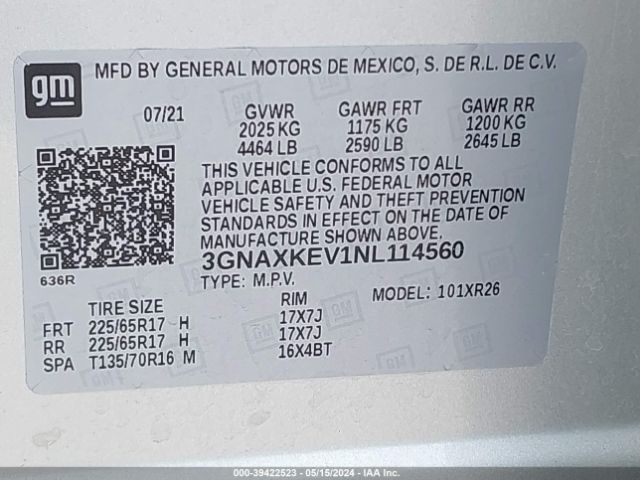 gm
MFD BY GENERAL MOTORS DE MEXICO, S. DE R.L. DE C.V.
07/21 GVWR GAWR FRT GAWR RR
2025 KG 1175 KG 1200 KG
4464 LB 2590 LB 2645 LB
THIS VEHICLE CONFORMS TO ALL
APPLICABLE U.S. FEDERAL MOTOR
VEHICLE SAFETY AND THEFT PREVENTION
STANDARDS IN EFFECT ON THE DATE OF
MANUFACTURE SHOWN ABOVE.
3GNAXKEV1NL114560
636R
TYPE: M.P.V.
MODEL: 101XR26
TIRE SIZE RIM
FRT 225/65R17 H 17X7J
RR 225/65R17 H 17X7J
SPA T135/70R16 M 16X4BT
000-39422523 - 05/15/2024 - IAAI.com